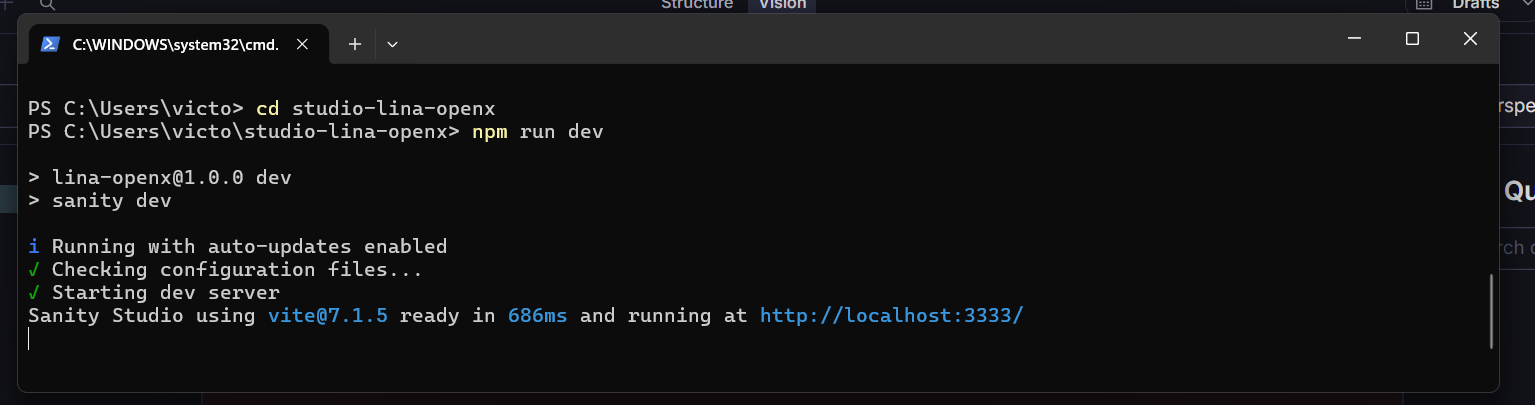 Structure Vision Drafts
C:\WINDOWS\system32\cmd.
PS C:\Users\victo> cd studio-lina-openx
PS C:\Users\victo\studio-lina-openx> npm run dev
> lina-openx@1.0.0 dev
> sanity dev
i Running with auto-updates enabled
√ Checking configuration files...
√ Starting dev server
Sanity Studio using vite@7.1.5 ready in 686ms and running at http://localhost:3333/